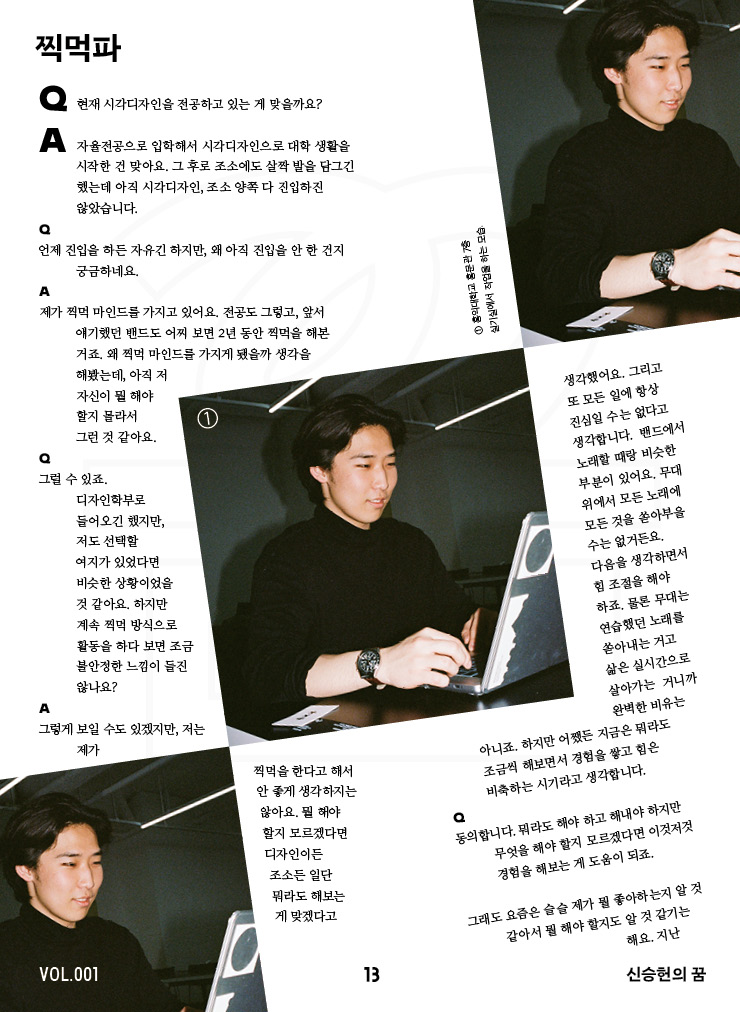 찍먹파
Q 현재 시각디자인을 전공하고 있는 게 맞을까요?
A 자율전공으로 입학해서 시각디자인으로 대학 생활을
시작한 건 맞아요. 그 후로 조소에도 살짝 발을 담그긴
했는데 아직 시각디자인, 조소 양쪽 다 진입하진
않았습니다.
Q
언제 진입을 하든 자유긴 하지만, 왜 아직 진입을 안 한 건지
궁금하네요.
A
제가 찍먹 마인드를 가지고 있어요. 전공도 그렇고, 앞서
얘기했던 밴드도 어찌 보면 2년 동안 찍먹을 해본
거죠. 왜 찍먹 마인드를 가지게 됐을까 생각을
해봤는데, 아직 저
자신이 뭘 해야
할지 몰라서
그런 것 같아요.
Q
그럴 수 있죠.
디자인학부로
들어오긴 했지만,
저도 선택할
여지가 있었다면
비슷한 상황이었을
것 같아요. 하지만
계속 찍먹 방식으로
활동을 하다 보면 조금
불안정한 느낌이 들진
않나요?
A
그렇게 보일 수도 있겠지만, 저는
제가
찍먹을 한다고 해서
안 좋게 생각하지는
않아요. 뭘 해야
할지 모르겠다면
디자인이든
조소든 일단
뭐라도 해보는
게 맞겠다고
① 홍익대학교 홍문관 7층
실기실에서 작업을 하는 모습
①
생각했어요. 그리고
또 모든 일에 항상
진심일 수는 없다고
생각합니다. 밴드에서
노래할 때랑 비슷한
부분이 있어요. 무대
위에서 모든 노래에
모든 것을 쏟아부을
수는 없거든요.
다음을 생각하면서
힘 조절을 해야
하죠. 물론 무대는
연습했던 노래를
쏟아내는 거고
삶은 실시간으로
살아가는 거니까
완벽한 비유는
아니죠. 하지만 어쨌든 지금은 뭐라도
조금씩 해보면서 경험을 쌓고 힘은
비축하는 시기라고 생각합니다.
Q
동의합니다. 뭐라도 해야 하고 해내야 하지만
무엇을 해야 할지 모르겠다면 이것저것
경험을 해보는 게 도움이 되죠.
그래도 요즘은 슬슬 제가 뭘 좋아하는지 알 것
같아서 뭘 해야 할지도 알 것 같기는
해요. 지난
VOL.001
13
신승헌의 꿈